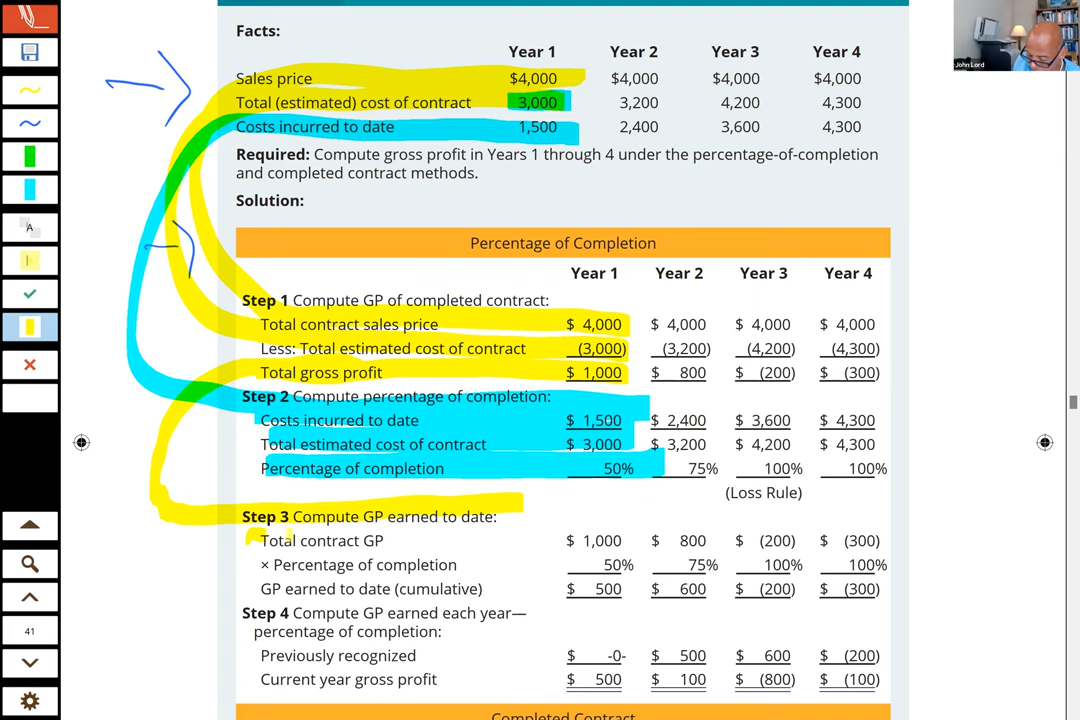 Facts:
Year 1 Year 2 Year 3 Year 4
Sales price $4,000 $4,000 $4,000 $4,000
Total (estimated) cost of contract 3,000 3,200 4,200 4,300
Costs incurred to date 1,500 2,400 3,600 4,300
Required: Compute gross profit in Years 1 through 4 under the percentage-of-completion
and completed contract methods.
Solution:
Percentage of Completion
Year 1 Year 2 Year 3 Year 4
Step 1 Compute GP of completed contract:
Total contract sales price $ 4,000 $ 4,000 $ 4,000 $ 4,000
Less: Total estimated cost of contract (3,000) (3,200) (4,200) (4,300)
Total gross profit $ 1,000 $ 800 $ (200) $ (300)
Step 2 Compute percentage of completion:
Costs incurred to date $ 1,500 $ 2,400 $ 3,600 $ 4,300
Total estimated cost of contract $ 3,000 $ 3,200 $ 4,200 $ 4,300
Percentage of completion 50% 75% 100% 100%
(Loss Rule)
Step 3 Compute GP earned to date:
Total contract GP $ 1,000 $ 800 $ (200) $ (300)
× Percentage of completion 50% 75% 100% 100%
GP earned to date (cumulative) $ 500 $ 600 $ (200) $ (300)
Step 4 Compute GP earned each year—
percentage of completion:
Previously recognized $ -0- $ 500 $ 600 $ (200)
Current year gross profit $ 500 $ 100 $ (800) $ (100)
Completed Contract
John Lord
A
41